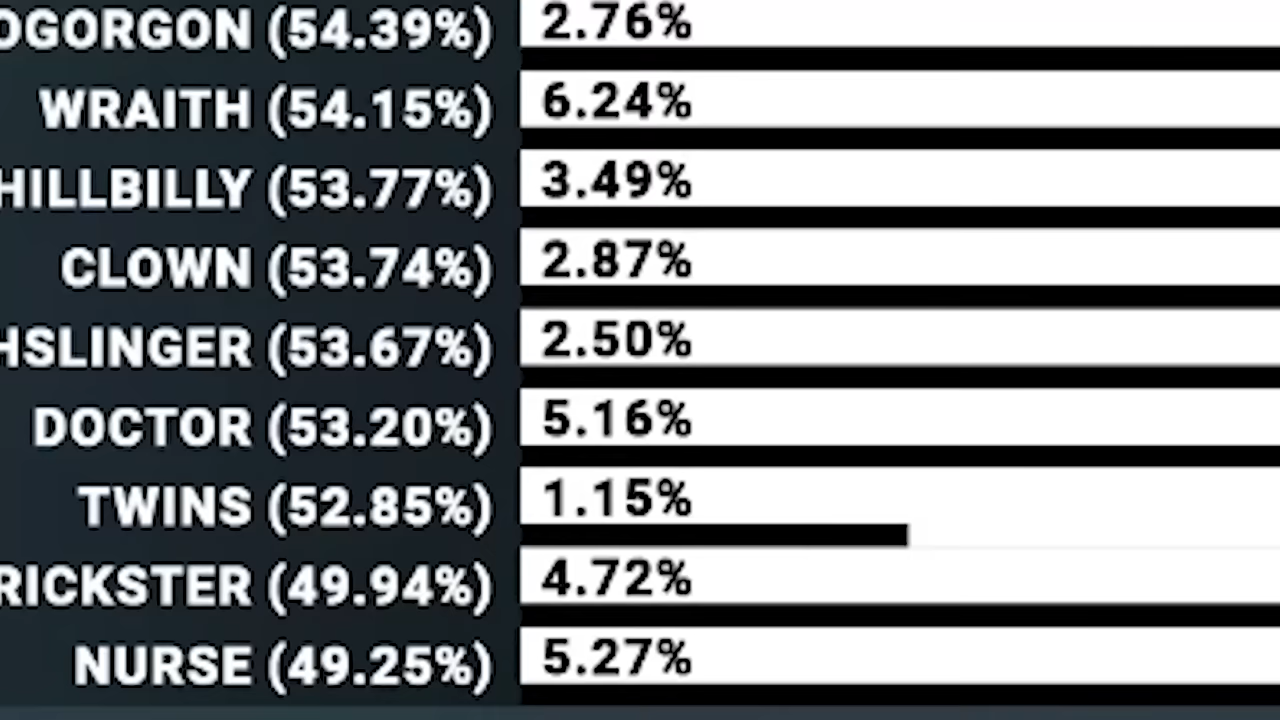 OGORGON (54.39%) 2.76%
WRAITH (54.15%) 6.24%
HILLBILLY (53.77%) 3.49%
CLOWN (53.74%) 2.87%
HSLINGER (53.67%) 2.50%
DOCTOR (53.20%) 5.16%
TWINS (52.85%) 1.15%
RICKSTER (49.94%) 4.72%
NURSE (49.25%) 5.27%